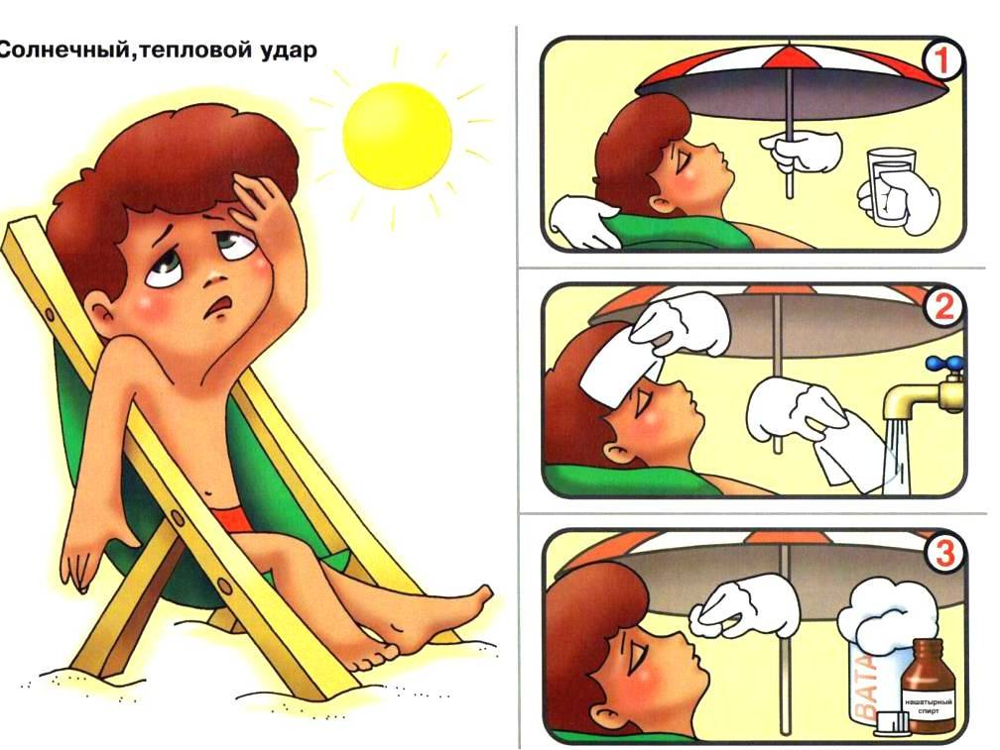 Солнечный,тепловой удар
1
2
3
ВАТА
нашатырный
спирт